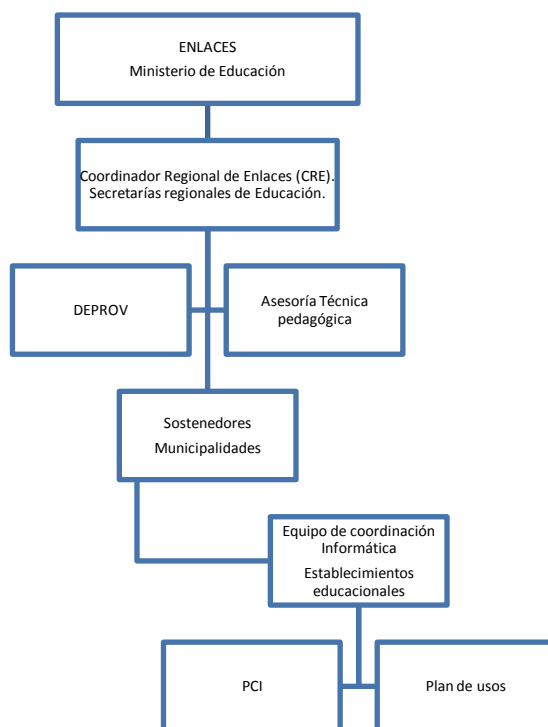 ENLACES
Ministerio de Educación
Coordinador Regional de Enlaces (CRE).
Secretarías regionales de Educación.
DEPROV
Asesoría Técnica
pedagógica
Sostenedores
Municipalidades
Equipo de coordinación
Informática
Establecimientos
educacionales
PCI
Plan de usos